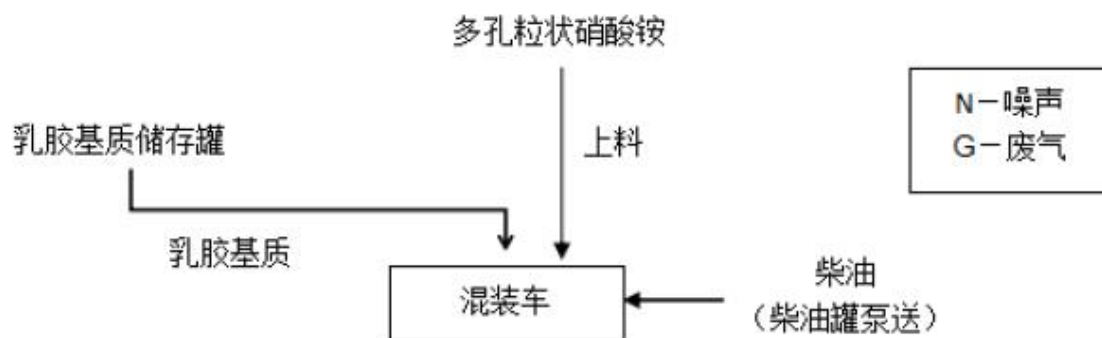 多孔粒状硝酸铵
N－噪声
G－废气
乳胶基质储存罐
上料
乳胶基质
混装车
柴油
（柴油罐泵送）